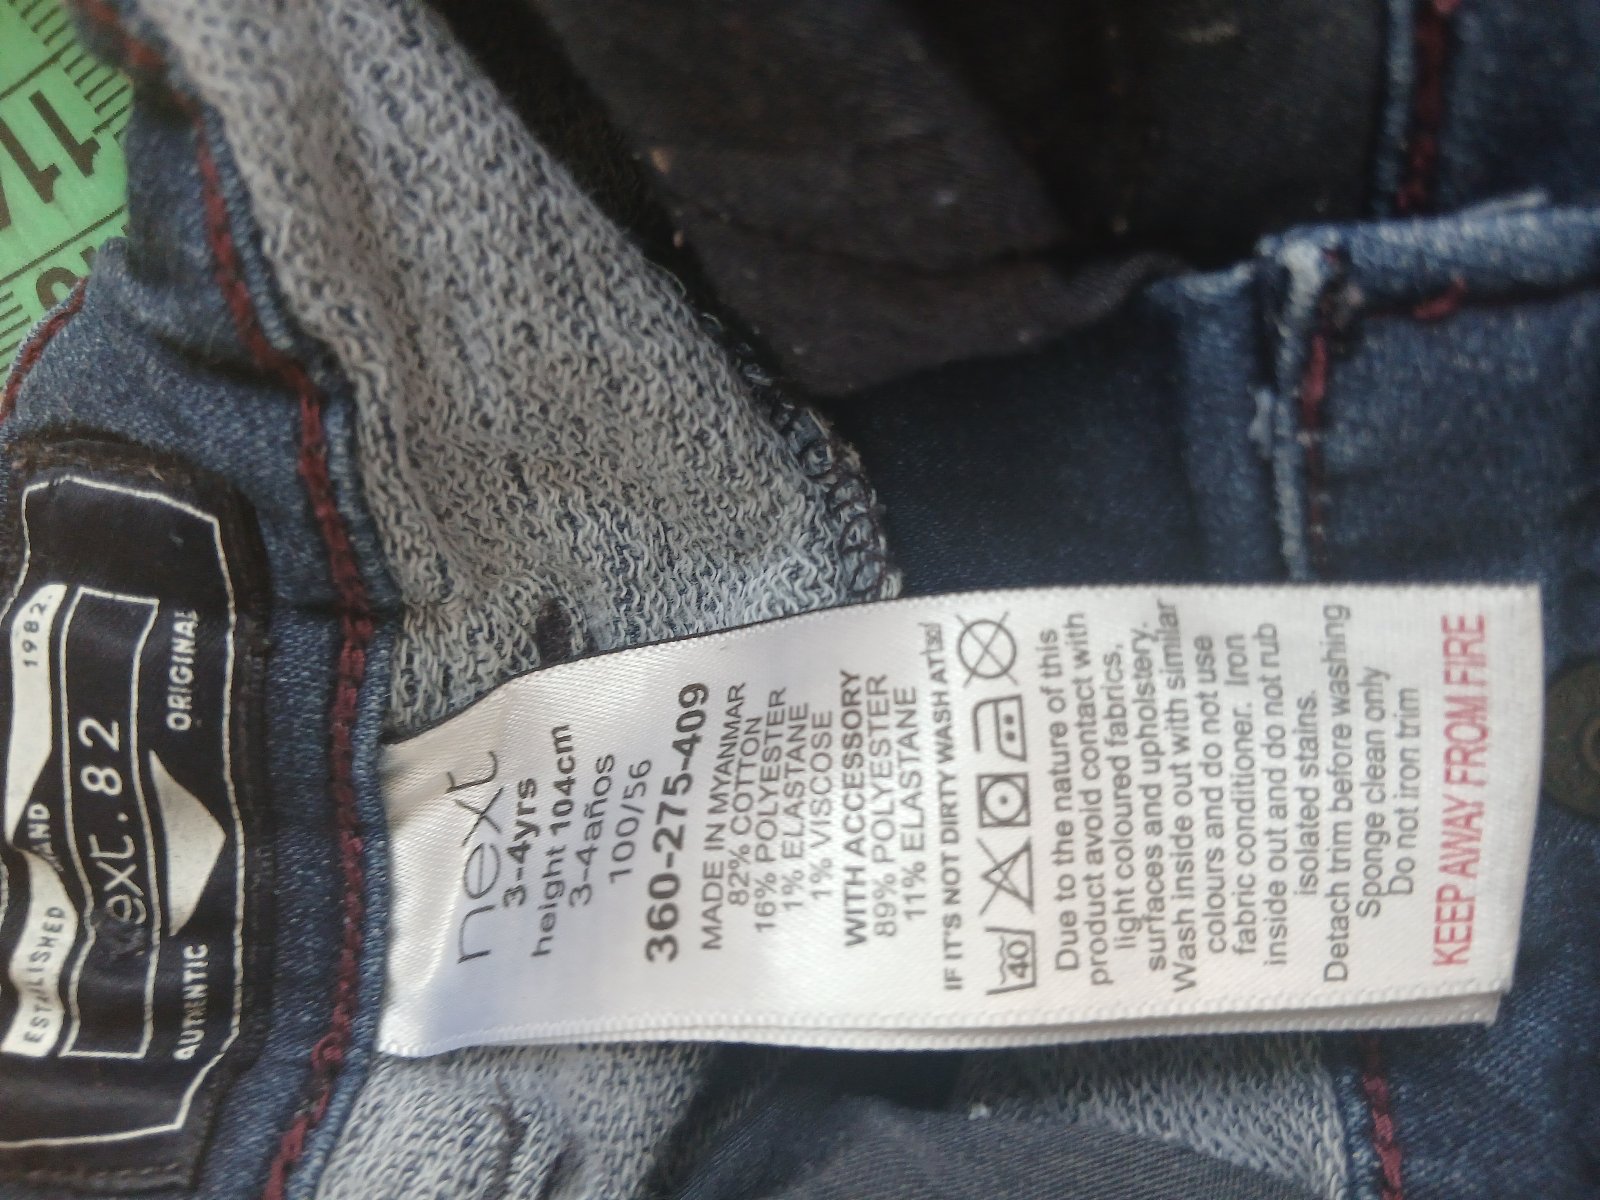 1982.
ESTABLISHED AND
next.82
AUTHENTIC ORIGINAL
next
3-4yrs
height 104cm
3-4años
100/56
360-275-409
MADE IN MYANMAR
82% COTTON
16% POLYESTER
1% ELASTANE
1% VISCOSE
WITH ACCESSORY
89% POLYESTER
11% ELASTANE
IF IT'S NOT DIRTY WASH AT
40
Due to the nature of this
product avoid contact with
light coloured fabrics,
surfaces and upholstery.
Wash inside out with similar
colours and do not use
fabric conditioner. Iron
inside out and do not rub
isolated stains.
Detach trim before washing
Sponge clean only
Do not iron trim
KEEP AWAY FROM FIRE
11